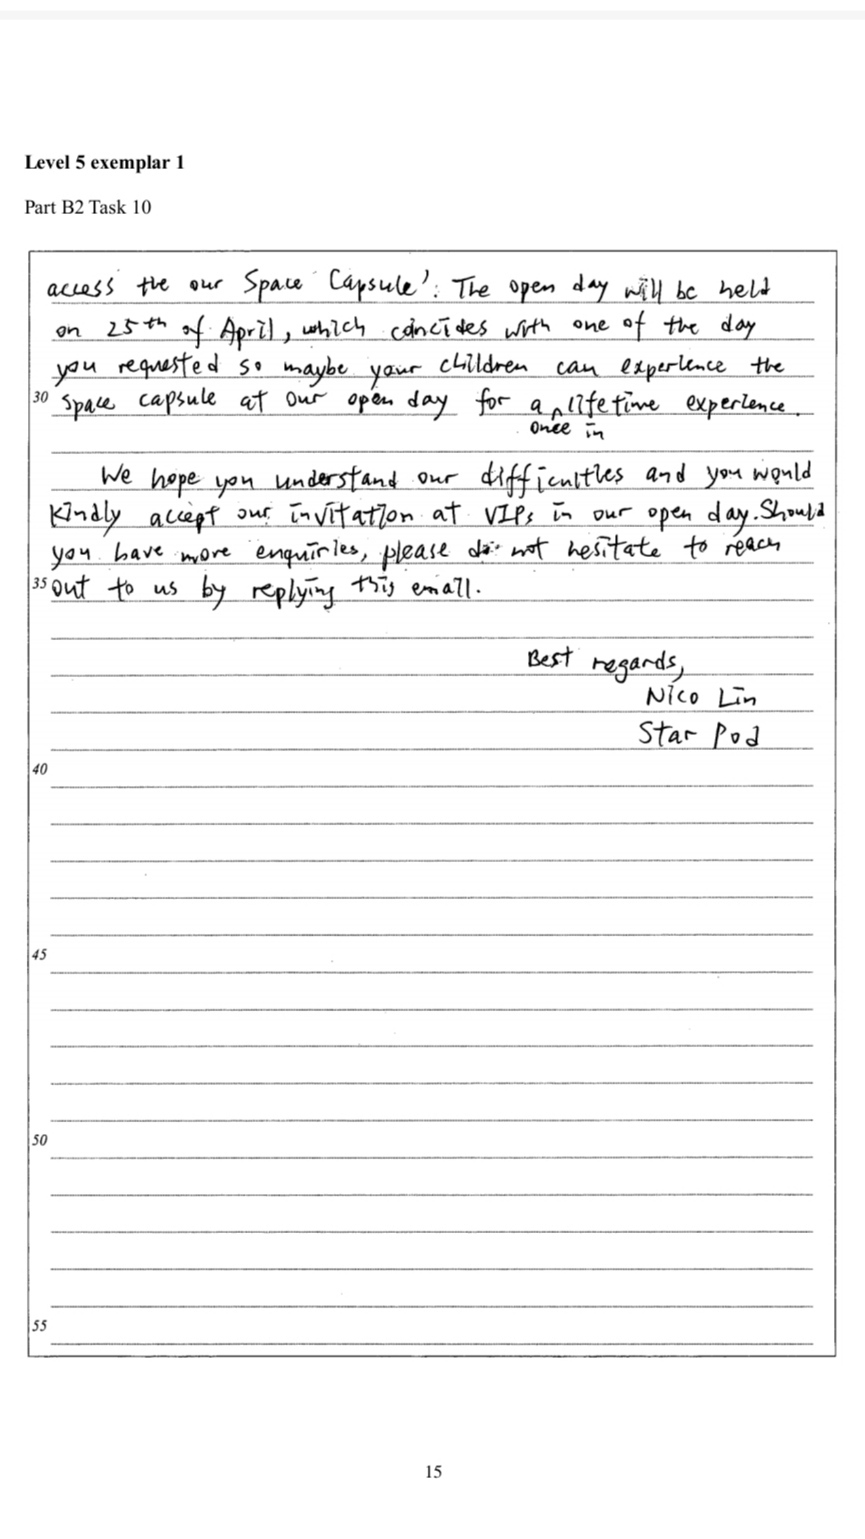 Level 5 exemplar 1
Part B2 Task 10
access the our Space Capsule'. The open day will be held
on 25th of April, which concides with one of the day
you requested so maybe your children can experience the
30 space capsule at our open day for a once in lifetime experience.
We hope you understand our difficulties and you would
kindly accept our invitation at VIPs in our open day. Should
you have more enquiries, please do not hesitate to reach
35 out to us by replying this email.
Best regards,
Nico Lin
Star Pod
40
45
50
55
15